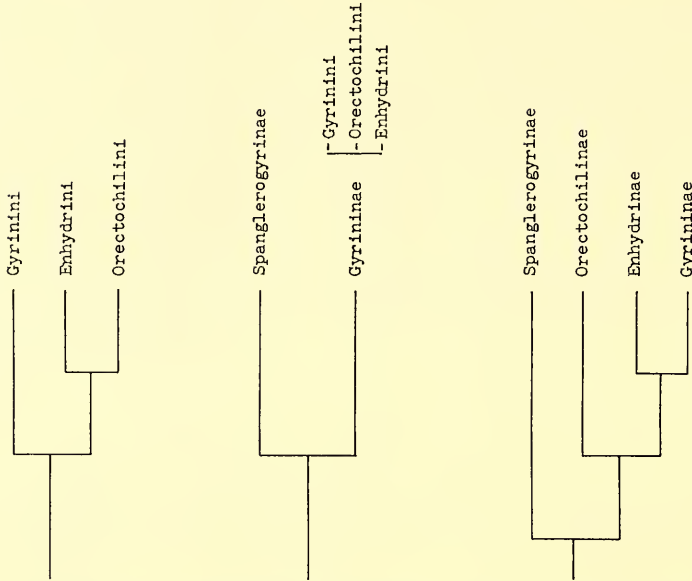 Gyrinini
Enhydrini
Orectochilini
Spanglerogyrinae
Gyrininae
-Gyrinini
-Orectochilini
-Enhydrini
Spanglerogyrinae
Orectochilinae
Enhydrinae
Gyrininae